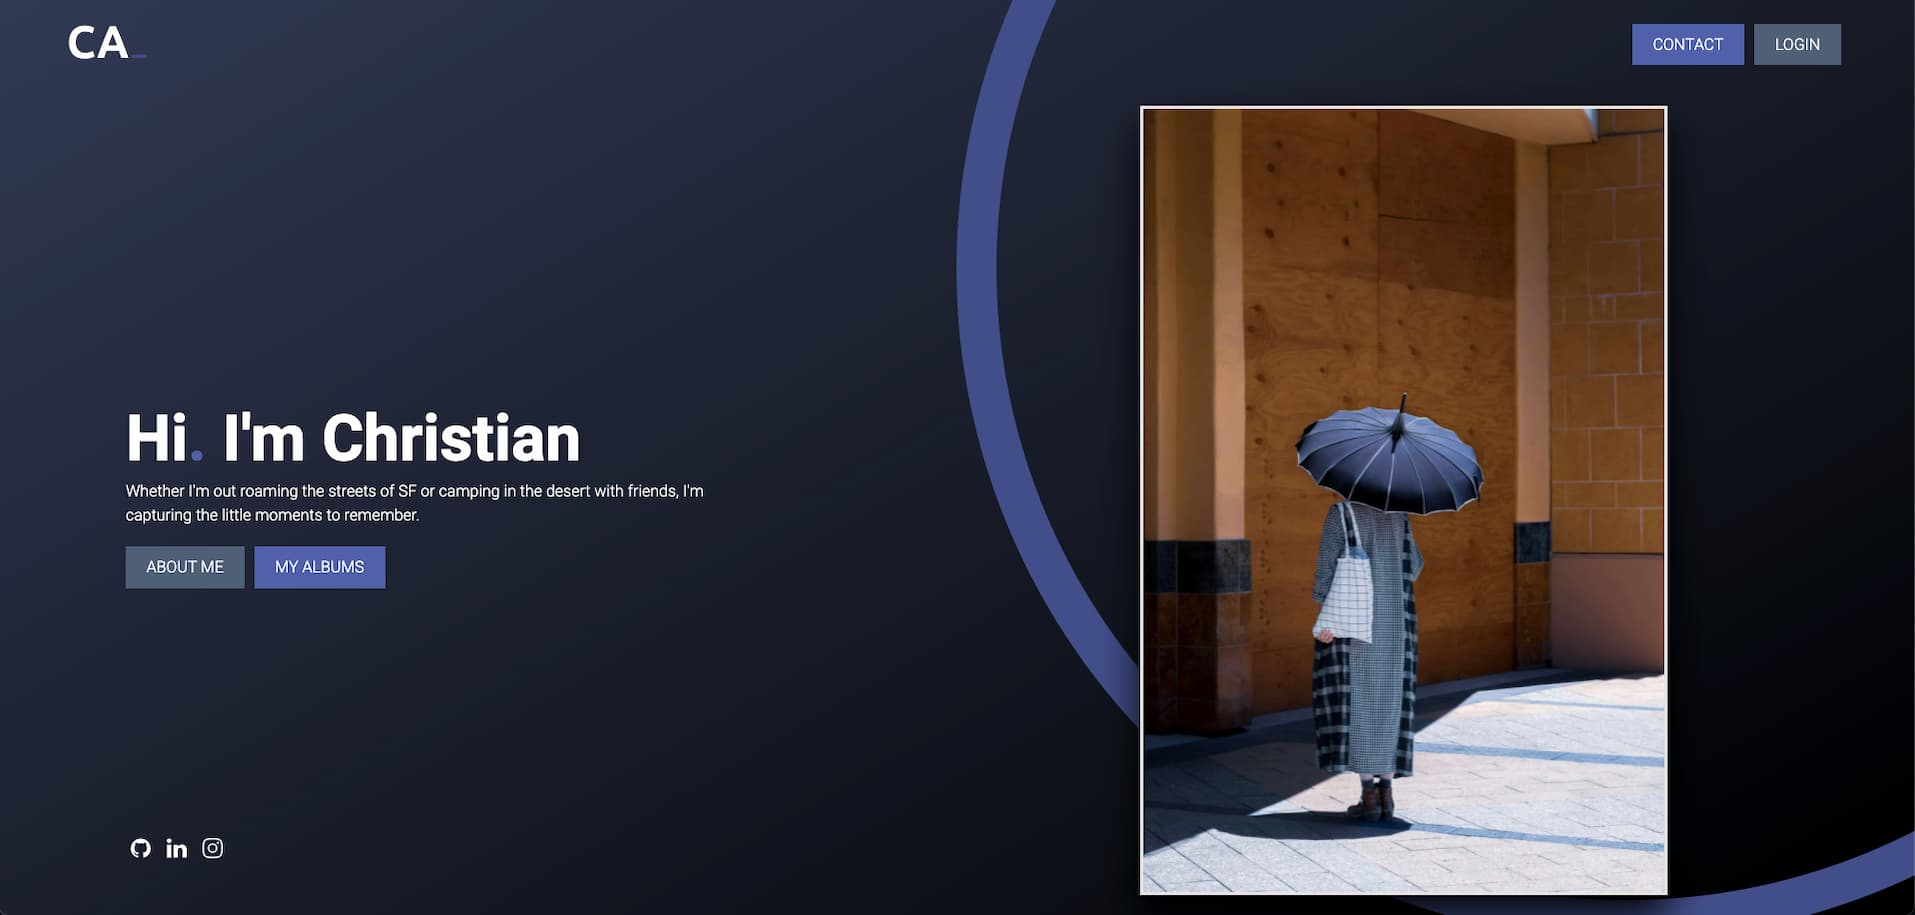 CA_
CONTACT
LOGIN
Hi. I'm Christian
Whether I'm out roaming the streets of SF or camping in the desert with friends, I'm
capturing the little moments to remember.
ABOUT ME
MY ALBUMS
in